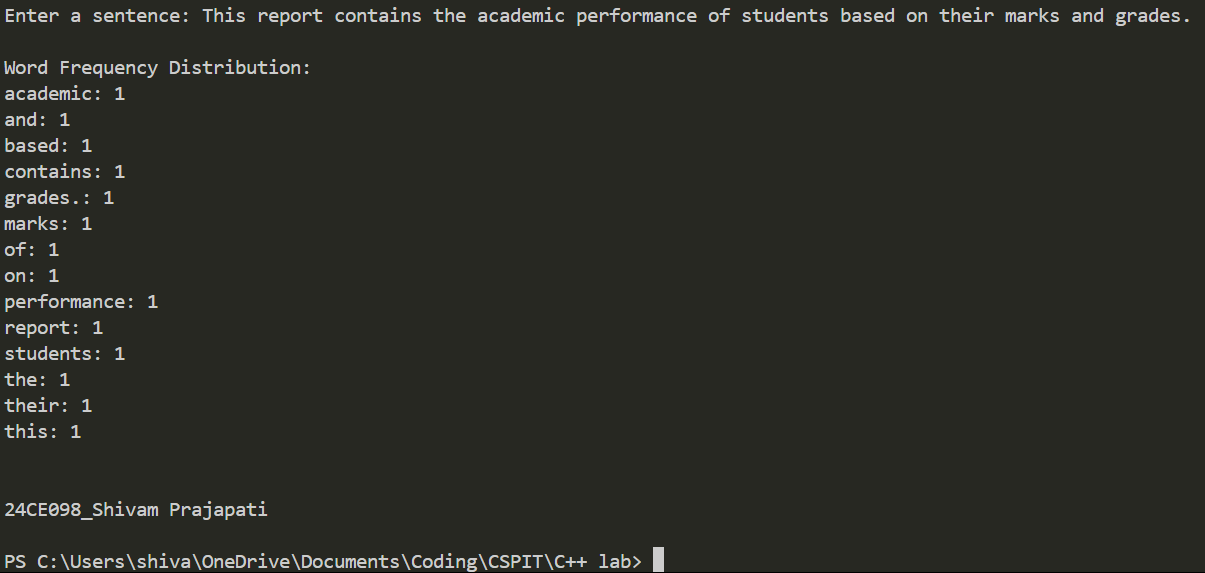 Enter a sentence: This report contains the academic performance of students based on their marks and grades.
Word Frequency Distribution:
academic: 1
and: 1
based: 1
contains: 1
grades.: 1
marks: 1
of: 1
on: 1
performance: 1
report: 1
students: 1
the: 1
their: 1
this: 1
24CE098_Shivam Prajapati
PS C:\Users\shiva\OneDrive\Documents\Coding\CSPIT\C++ lab>